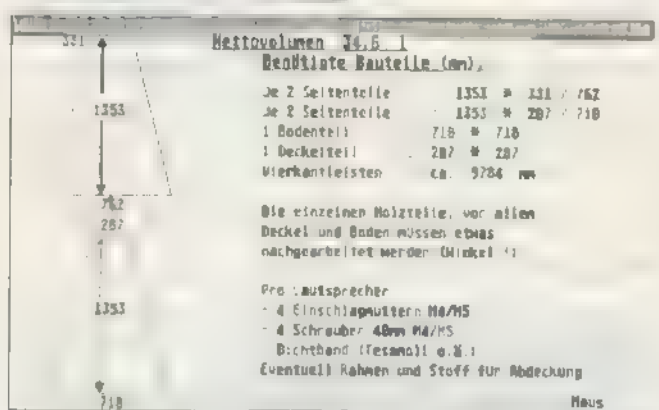 331
Nettovolumen 34.6 l
Benötigte Bauteile (mm).
Je 2 Seitenteile 1353 * 331 / 762
Je 2 Seitenteile 1353 * 287 / 718
1 Bodenteil 718 * 718
1 Deckelteil 287 * 287
Vierkantleisten ca. 9784 mm
1353
762
287
Die einzelnen Holzteile, vor allen
Deckel und Boden müssen etwas
nachgearbeitet werden (Winkel !)
Pro Lautsprecher
- 4 Einschlagmuttern M4/M5
- 4 Schrauben 40mm M4/M5
Dichtband (Tesamoll o.ä.)
Eventuell Rahmen und Stoff für Abdeckung
1353
718
Maus